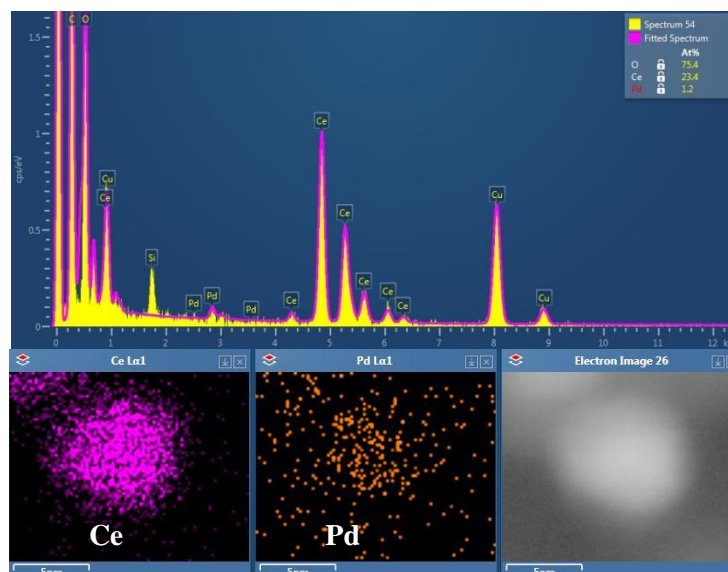 C O
Spectrum 54
Fitted Spectrum
At%
O 75.4
Ce 23.4
Pd 1.2
1.5
1
0.5
0
cps/eV
Cu
Ce
Si
Pd
Pd
Pd
Ce
Ce
Ce
Ce
Ce
Ce
Cu
Cu
0 1 2 3 4 5 6 7 8 9 10 11 12 k
Ce Lα1
Pd Lα1
Electron Image 26
Ce
Pd